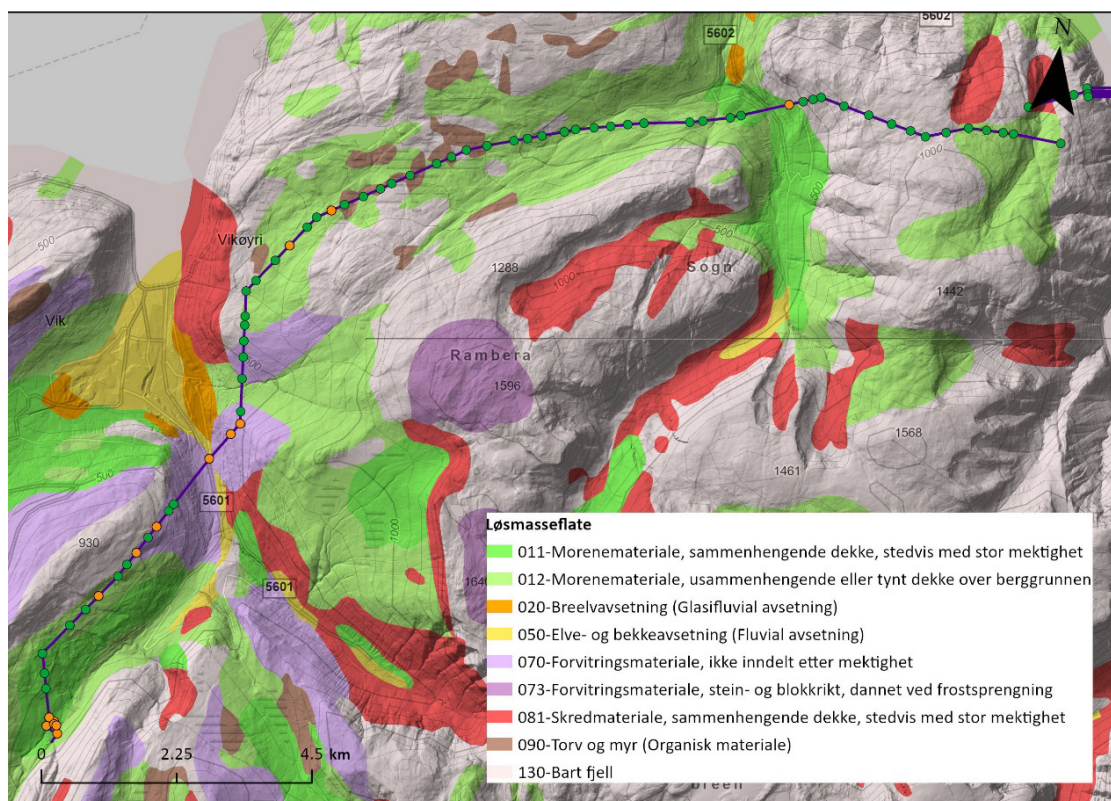 5602
5602
N
1000
500
500
Vikøyri
500
1288
Sogn
1000
1442
Vik
Rambera
1596
1568
1461
500
5601
1000
930
Løsmasseflate
011-Morenemateriale, sammenhengende dekke, stedvis med stor mektighet
012-Morenemateriale, usammenhengende eller tynt dekke over berggrunnen
020-Breelvavsetning (Glasifluvial avsetning)
050-Elve- og bekkeavsetning (Fluvial avsetning)
070-Forvitringsmateriale, ikke inndelt etter mektighet
073-Forvitringsmateriale, stein- og blokkrikt, dannet ved frostsprengning
081-Skredmateriale, sammenhengende dekke, stedvis med stor mektighet
090-Torv og myr (Organisk materiale)
130-Bart fjell
5601
0 2.25 4.5 km